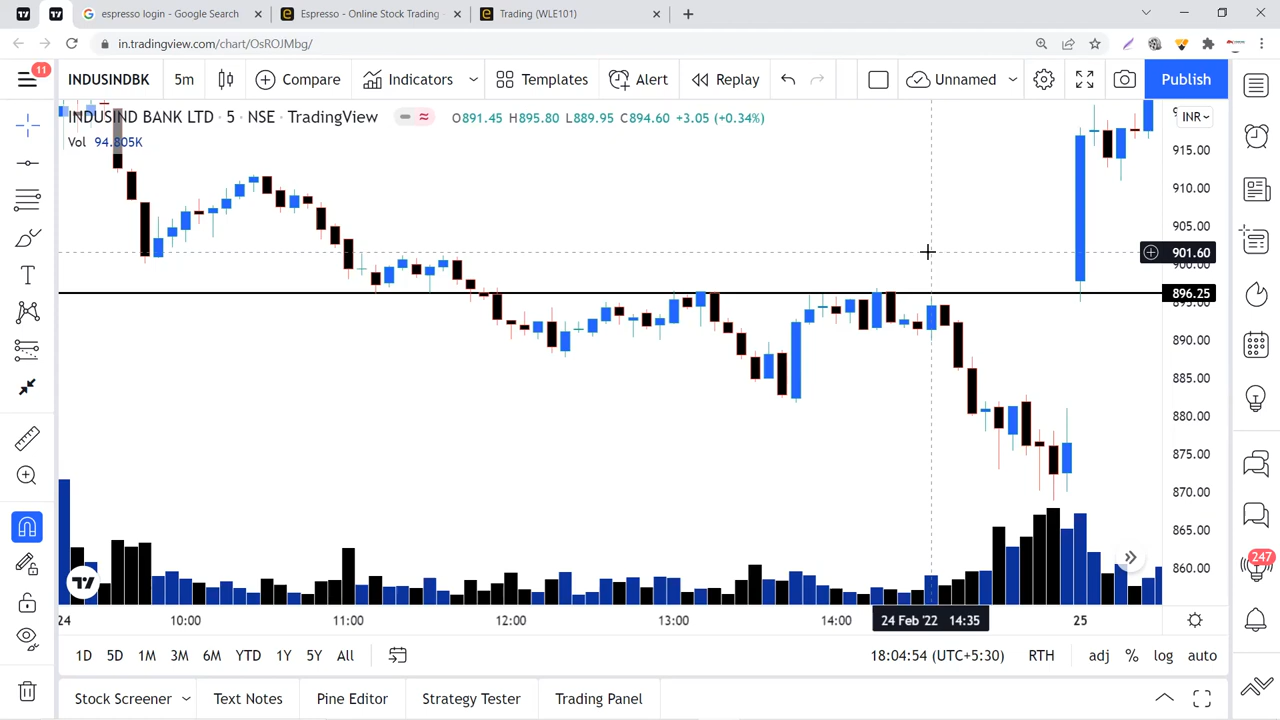 espresso login - Google Search
Espresso - Online Stock Trading
Trading (WLE101)
in.tradingview.com/chart/OsROJMbg/
11
INDUSINDBK
5m
Compare
Indicators
Templates
Alert
Replay
Unnamed
Publish
INDUSIND BANK LTD · 5 · NSE · TradingView
O891.45 H895.80 L889.95 C894.60 +3.05 (+0.34%)
INR
Vol 94.805K
915.00
910.00
905.00
901.60
900.00
896.25
895.00
890.00
885.00
880.00
875.00
870.00
865.00
860.00
247
24
10:00
11:00
12:00
13:00
14:00
24 Feb '22 14:35
25
1D
5D
1M
3M
6M
YTD
1Y
5Y
All
18:04:54 (UTC+5:30)
RTH
adj
%
log
auto
Stock Screener
Text Notes
Pine Editor
Strategy Tester
Trading Panel